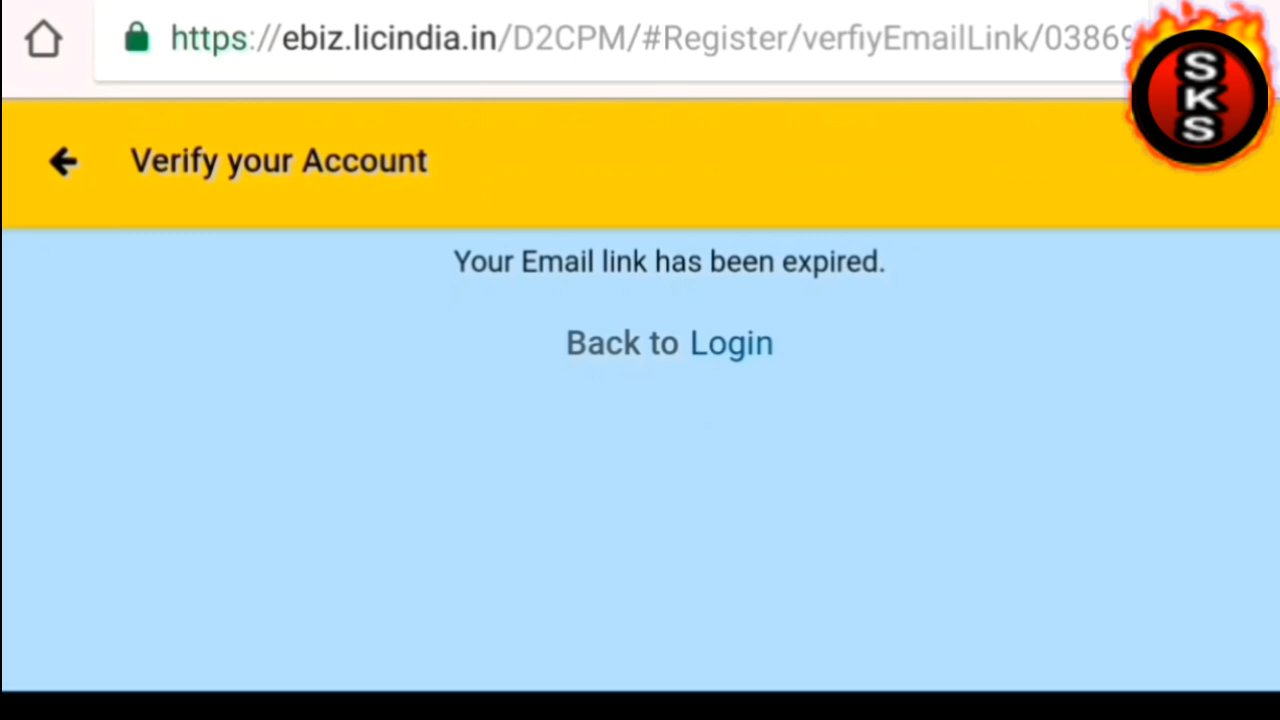 https://ebiz.licindia.in/D2CPM/#Register/verfiyEmailLink/03869
SKS
Verify your Account
Your Email link has been expired.
Back to Login